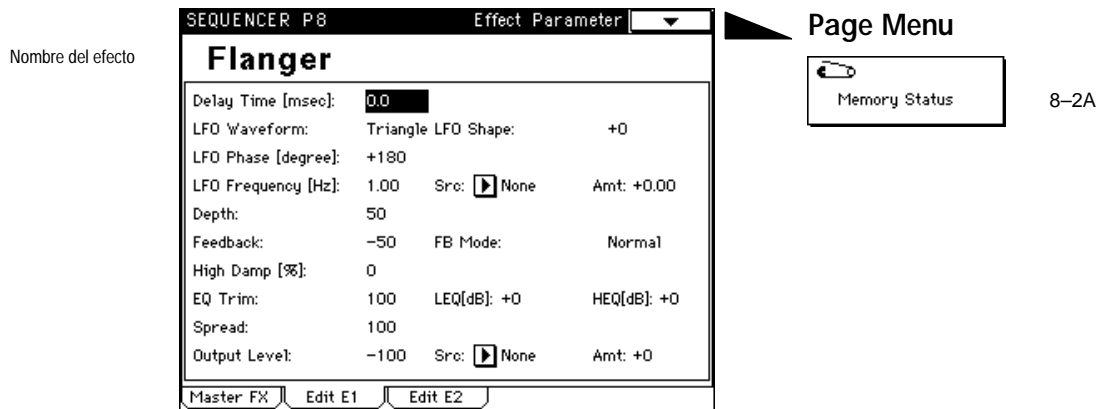 SEQUENCER P8 Effect Parameter
Page Menu
Nombre del efecto
Flanger
Memory Status
8–2A
Delay Time [msec]: 0.0
LFO Waveform: Triangle LFO Shape: +0
LFO Phase [degree]: +180
LFO Frequency [Hz]: 1.00 Src: None Amt: +0.00
Depth: 50
Feedback: -50 FB Mode: Normal
High Damp [%]: 0
EQ Trim: 100 LEQ[dB]: +0 HEQ[dB]: +0
Spread: 100
Output Level: -100 Src: None Amt: +0
Master FX Edit E1 Edit E2